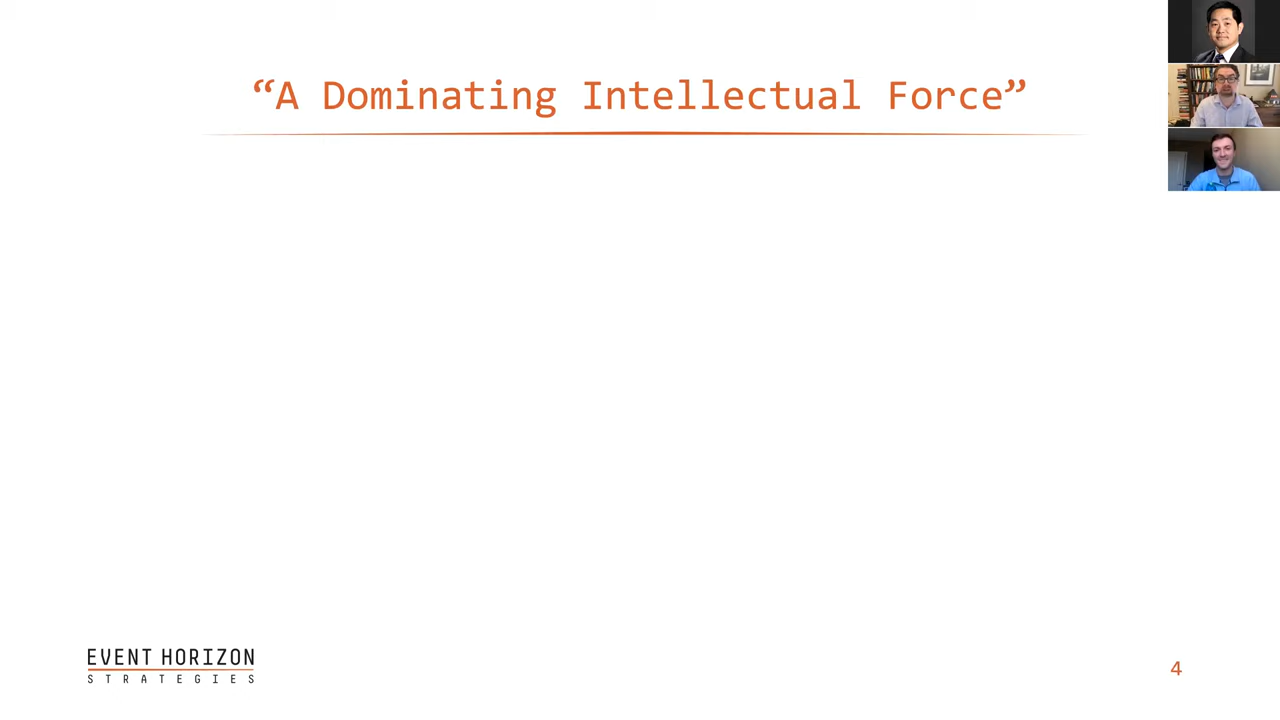 “A Dominating Intellectual Force”
EVENT HORIZON
STRATEGIES
4